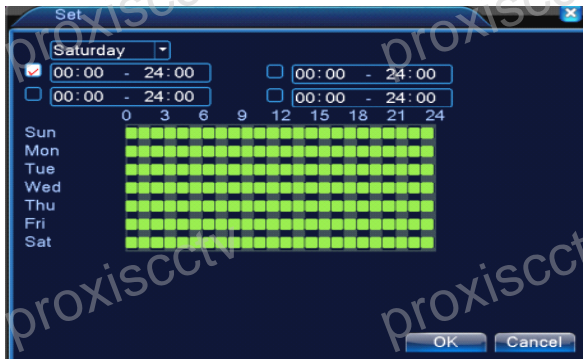 Set
Saturday
00:00 - 24:00 00:00 - 24:00
00:00 - 24:00 00:00 - 24:00
0 3 6 9 12 15 18 21 24
Sun
Mon
Tue
Wed
Thu
Fri
Sat
OK Cancel
proxiscctv
proxiscctv
proxiscctv
proxiscctv